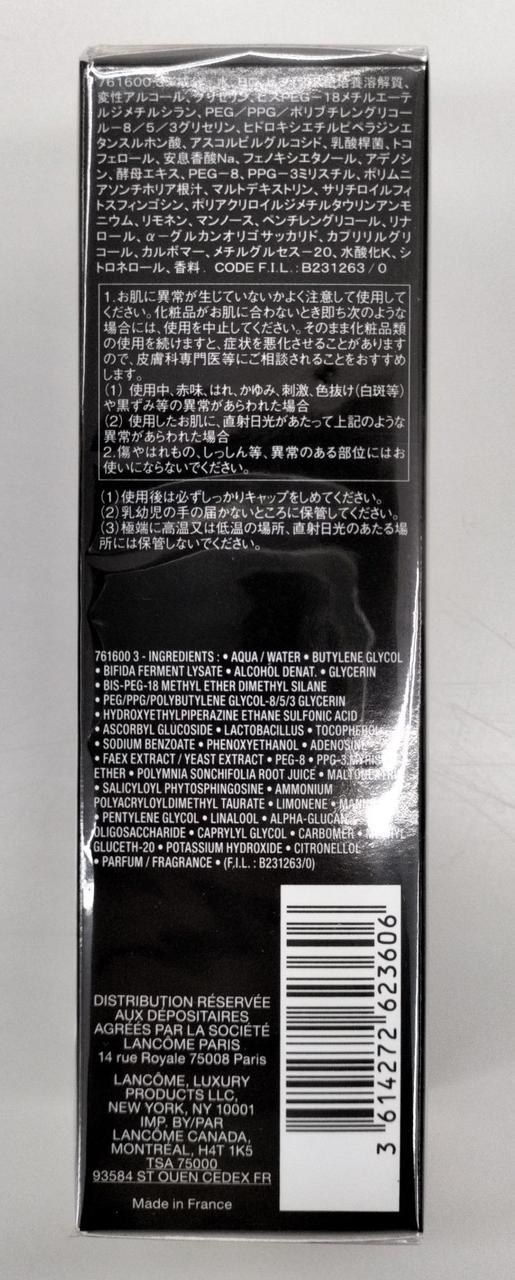 761600 3
培養溶解質、
変性アルコール、グリセリン、ビスPEG－18メチルエーテ
ルジメチルシラン、PEG／PPG／ポリブチレングリコ
ール－8／5／3グリセリン、ヒドロキシエチルピペラジンエ
タンスルホン酸、アスコルビルグルコシド、乳酸桿菌、トコ
フェロール、安息香酸Na、フェノキシエタノール、アデノシ
ン、酵母エキス、PEG－8、PPG－3ミリスチル、ポリムニ
アソンチホリア根汁、マルトデキストリン、サリチロイルフィ
トスフィンゴシン、ポリアクリロイルジメチルタウリンアンモ
ニウム、リモネン、マンノース、ペンチレングリコール、リナ
ロール、α－グルカンオリゴサッカリド、カプリリルグリ
コール、カルボマー、メチルグルセス－20、水酸化K、シ
トロネロール、香料. CODE F.I.L.:B231263 / 0
1.お肌に異常が生じていないかよく注意して使用して
ください。化粧品がお肌に合わないとき即ち次のような
場合には、使用を中止してください。そのまま化粧品類
の使用を続けますと、症状を悪化させることがあります
ので、皮膚科専門医等にご相談されることをおすすめ
します。
(1) 使用中、赤味、はれ、かゆみ、刺激、色抜け(白斑等)
や黒ずみ等の異常があらわれた場合
(2) 使用したお肌に、直射日光があたって上記のような
異常があらわれた場合
2.傷やはれもの、しっしん等、異常のある部位にはお
使いにならないでください。
(1)使用後は必ずしっかりキャップをしめてください。
(2)乳幼児の手の届かないところに保管してください。
(3)極端に高温又は低温の場所、直射日光のあたる場
所には保管しないでください。
761600 3 - INGREDIENTS : • AQUA / WATER • BUTYLENE GLYCOL
• BIFIDA FERMENT LYSATE • ALCOHOL DENAT. • GLYCERIN
• BIS-PEG-18 METHYL ETHER DIMETHYL SILANE
• PEG/PPG/POLYBUTYLENE GLYCOL-8/5/3 GLYCERIN
• HYDROXYETHYLPIPERAZINE ETHANE SULFONIC ACID
• ASCORBYL GLUCOSIDE • LACTOBACILLUS • TOCOPHEROL
• SODIUM BENZOATE • PHENOXYETHANOL • ADENOSINE
• FAEX EXTRACT / YEAST EXTRACT • PEG-8 • PPG-3 MYRISTYL
ETHER • POLYMNIA SONCHIFOLIA ROOT JUICE • MALTODEXTRIN
• SALICYLOYL PHYTOSPHINGOSINE • AMMONIUM
POLYACRYLOYLDIMETHYL TAURATE • LIMONENE •
• PENTYLENE GLYCOL • LINALOOL • ALPHA-GLUCAN
OLIGOSACCHARIDE • CAPRYLYL GLYCOL • CARBOMER • METHYL
GLUCETH-20 • POTASSIUM HYDROXIDE • CITRONELLOL
• PARFUM / FRAGRANCE • (F.I.L. : B231263/0)
DISTRIBUTION RÉSERVÉE
AUX DÉPOSITAIRES
AGRÉÉS PAR LA SOCIÉTÉ
LANCÔME PARIS
14 rue Royale 75008 Paris
LANCÔME, LUXURY
PRODUCTS LLC,
NEW YORK, NY 10001
IMP. BY/PAR
LANCÔME CANADA,
MONTRÉAL, H4T 1K5
TSA 75000
93584 ST OUEN CEDEX FR
Made in France
3 614272 623606